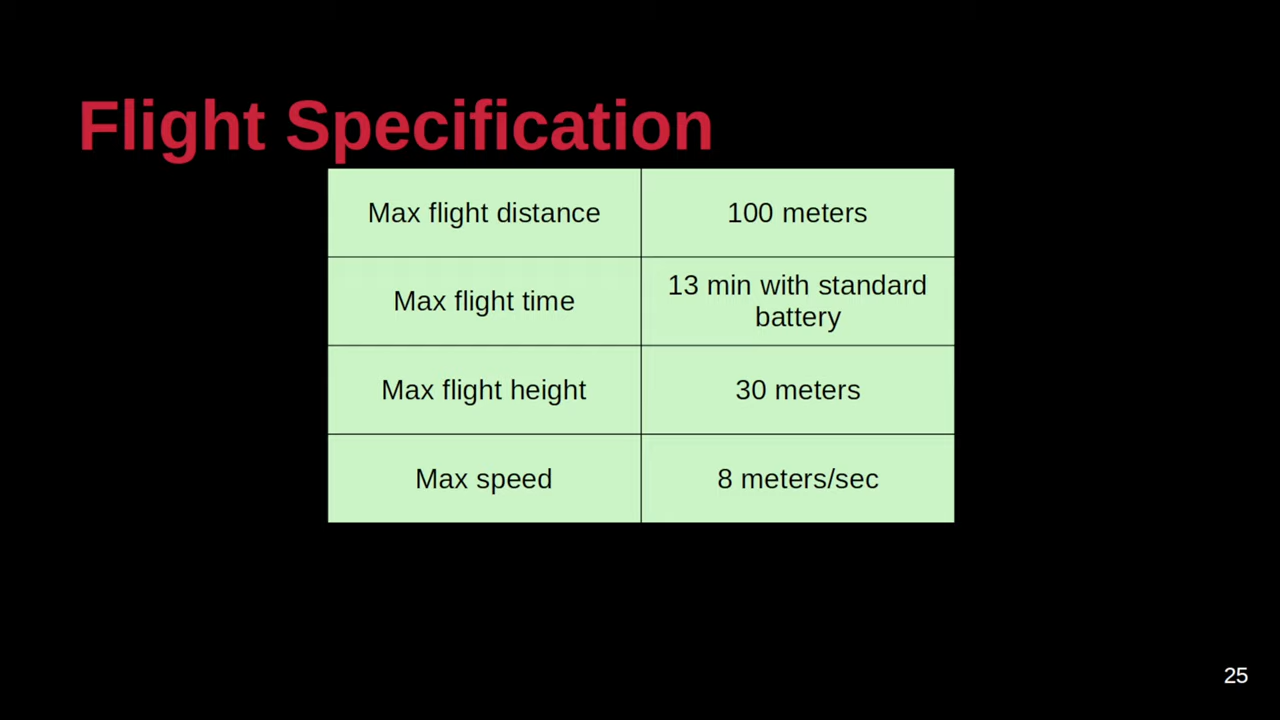 Flight Specification
Max flight distance
100 meters
Max flight time
13 min with standard
battery
Max flight height
30 meters
Max speed
8 meters/sec
25